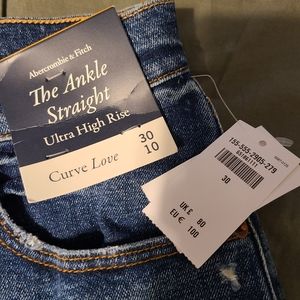 Abercrombie & Fitch
The Ankle
Straight
Ultra High Rise
Curve Love
30
10
155-555-2905-279
30
UK £ 80
EU € 100